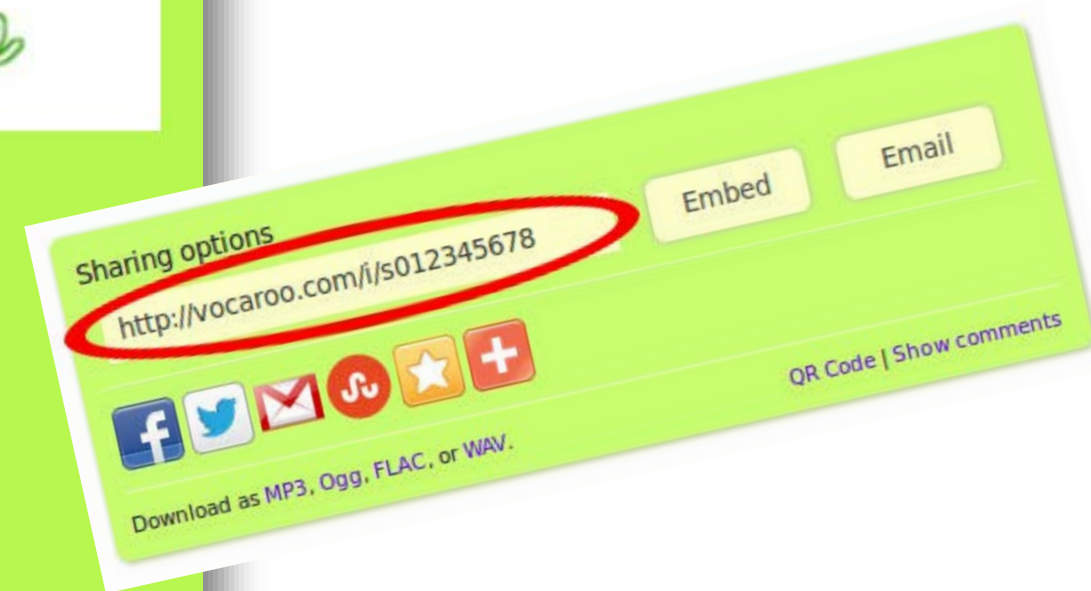 Sharing options
http://vocaroo.com/i/s012345678
Embed
Email
QR Code | Show comments
Download as MP3, Ogg, FLAC, or WAV.